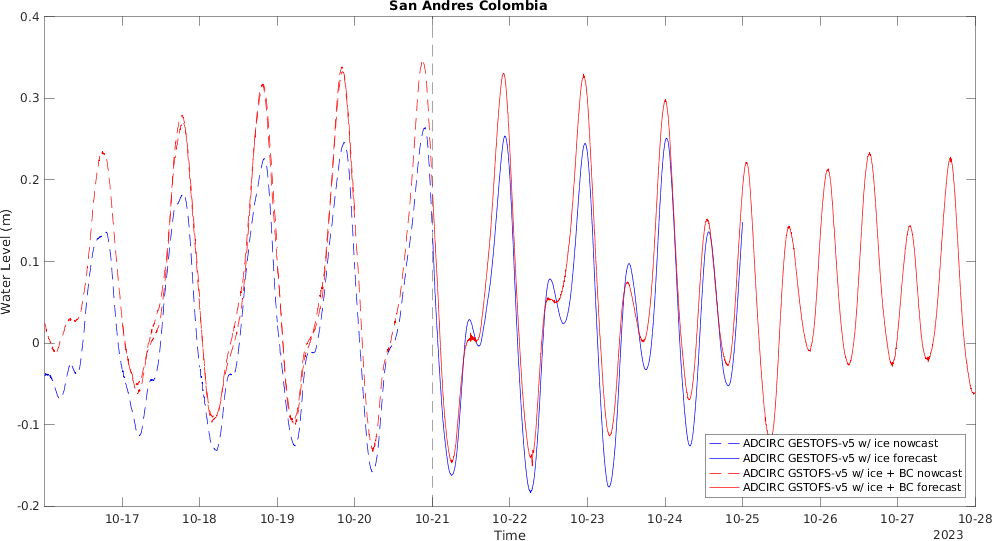 San Andres Colombia
Water Level (m)
0.4
0.3
0.2
0.1
0
-0.1
-0.2
ADCIRC GESTOFS-v5 w/ ice nowcast
ADCIRC GESTOFS-v5 w/ ice forecast
ADCIRC GSTOFS-v5 w/ ice + BC nowcast
ADCIRC GSTOFS-v5 w/ ice + BC forecast
10-17 10-18 10-19 10-20 10-21 10-22 10-23 10-24 10-25 10-26 10-27 10-28
Time
2023